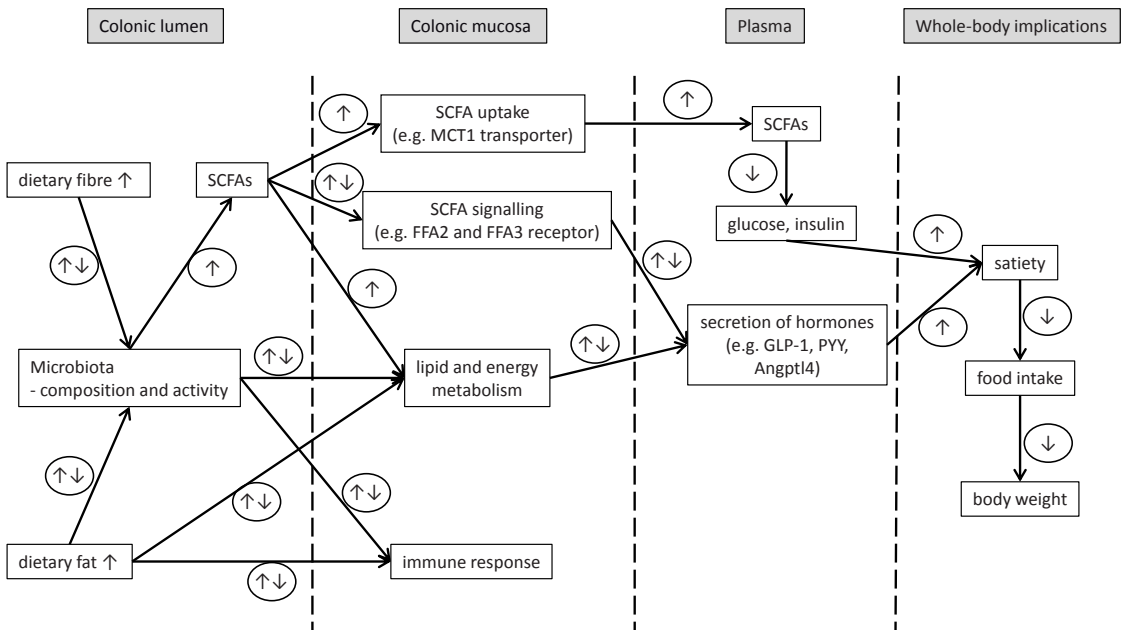 Colonic lumen
Colonic mucosa
Plasma
Whole-body implications
SCFA uptake
(e.g. MCT1 transporter)
↑
↑
SCFAs
dietary fibre ↑
SCFAs
↑↓
↓
SCFA signalling
(e.g. FFA2 and FFA3 receptor)
glucose, insulin
↑
↑↓
↑
↑
↑↓
satiety
secretion of hormones
(e.g. GLP-1, PYY,
Angptl4)
↑
↓
Microbiota
- composition and activity
↑↓
lipid and energy
metabolism
↑↓
food intake
↓
↑↓
↑↓
↑↓
body weight
dietary fat ↑
↑↓
immune response